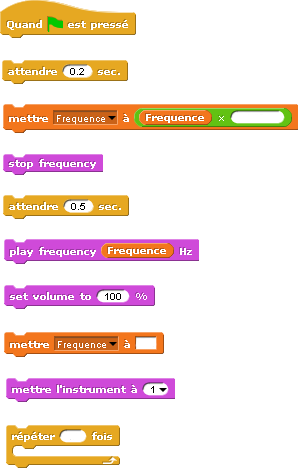 Quand est pressé
attendre 0.2 sec.
mettre Frequence à Frequence ×
stop frequency
attendre 0.5 sec.
play frequency Frequence Hz
set volume to 100 %
mettre Frequence à
mettre l'instrument à 1
répéter fois